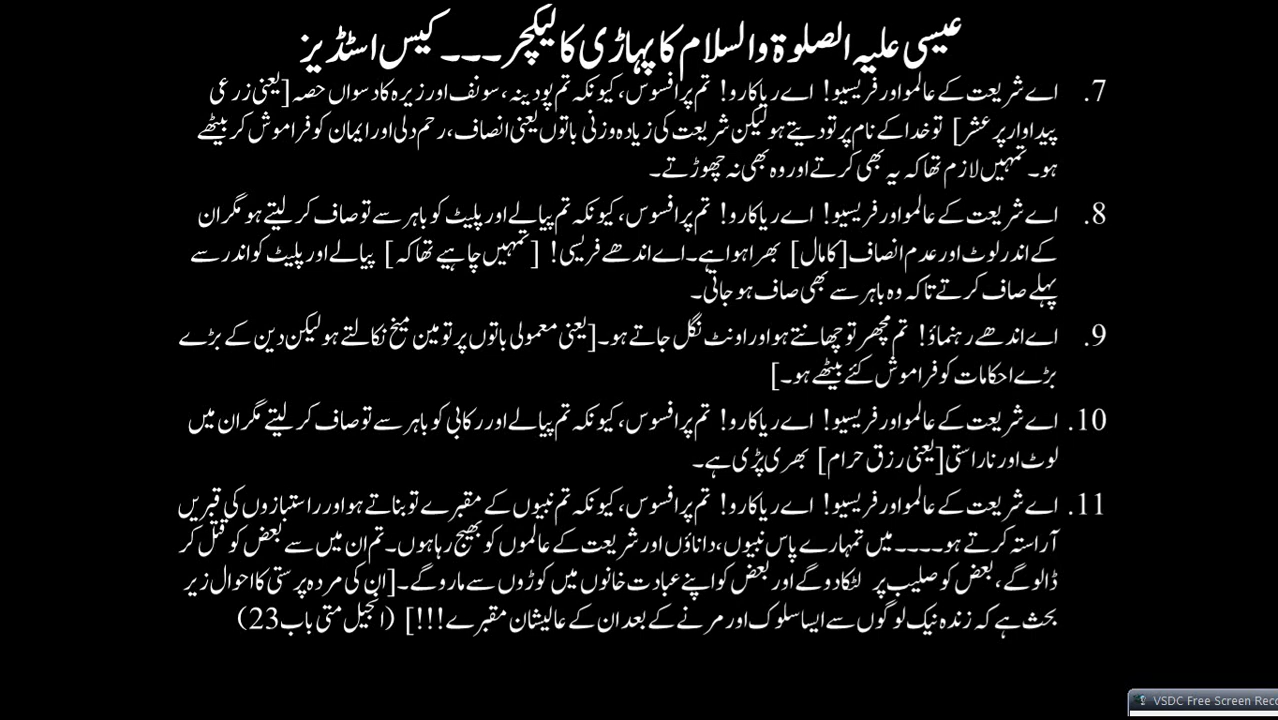 عیسی علیہ الصلوۃ والسلام کا پہاڑی کا لیکچر ۔۔۔ کیس اسٹڈیز
7. اے شریعت کے عالمو اور فریسیو! اے ریاکارو! تم پر افسوس، کیونکہ تم پودینہ، سونف اور زیرہ کا دسواں حصہ [یعنی زرعی
پیداوار پر عشر] تو خدا کے نام پر تو دیتے ہو لیکن شریعت کی زیادہ وزنی باتوں یعنی انصاف، رحم دلی اور ایمان کو فراموش کر بیٹھے
ہو۔ تمہیں لازم تھا کہ یہ بھی کرتے اور وہ بھی نہ چھوڑتے۔
8. اے شریعت کے عالمو اور فریسیو! اے ریاکارو! تم پر افسوس، کیونکہ تم پیالے اور پلیٹ کو باہر سے تو صاف کر لیتے ہو مگر ان
کے اندر لوٹ اور عدم انصاف [کا مال] بھرا ہوا ہے۔ اے اندھے فریسی! [تمہیں چاہیے تھا کہ] پیالے اور پلیٹ کو اندر سے
پہلے صاف کرتے تاکہ وہ باہر سے بھی صاف ہو جاتی۔
9. اے اندھے رہنماؤ! تم مچھر تو چھانتے ہو اور اونٹ نگل جاتے ہو۔ [یعنی معمولی باتوں پر تو مین میخ نکالتے ہو لیکن دین کے بڑے
بڑے احکامات کو فراموش کئے بیٹھے ہو۔]
10. اے شریعت کے عالمو اور فریسیو! اے ریاکارو! تم پر افسوس، کیونکہ تم پیالے اور رکابی کو باہر سے تو صاف کر لیتے مگر ان میں
لوٹ اور ناراستی [یعنی رزق حرام] بھری پڑی ہے۔
11. اے شریعت کے عالمو اور فریسیو! اے ریاکارو! تم پر افسوس، کیونکہ تم نبیوں کے مقبرے تو بناتے ہو اور راستبازوں کی قبریں
آراستہ کرتے ہو۔۔۔۔ میں تمہارے پاس نبیوں، داناؤں اور شریعت کے عالموں کو بھیج رہا ہوں۔ تم ان میں سے بعض کو قتل کر
ڈالو گے، بعض کو صلیب پر لٹکا دو گے اور بعض کو اپنے عبادت خانوں میں کوڑوں سے مارو گے۔ [ان کی مردہ پرستی کا احوال زیر
بحث ہے کہ زندہ نیک لوگوں سے ایسا سلوک اور مرنے کے بعد ان کے عالیشان مقبرے!!!] (انجیل متی باب 23)
VSDC Free Screen Reco